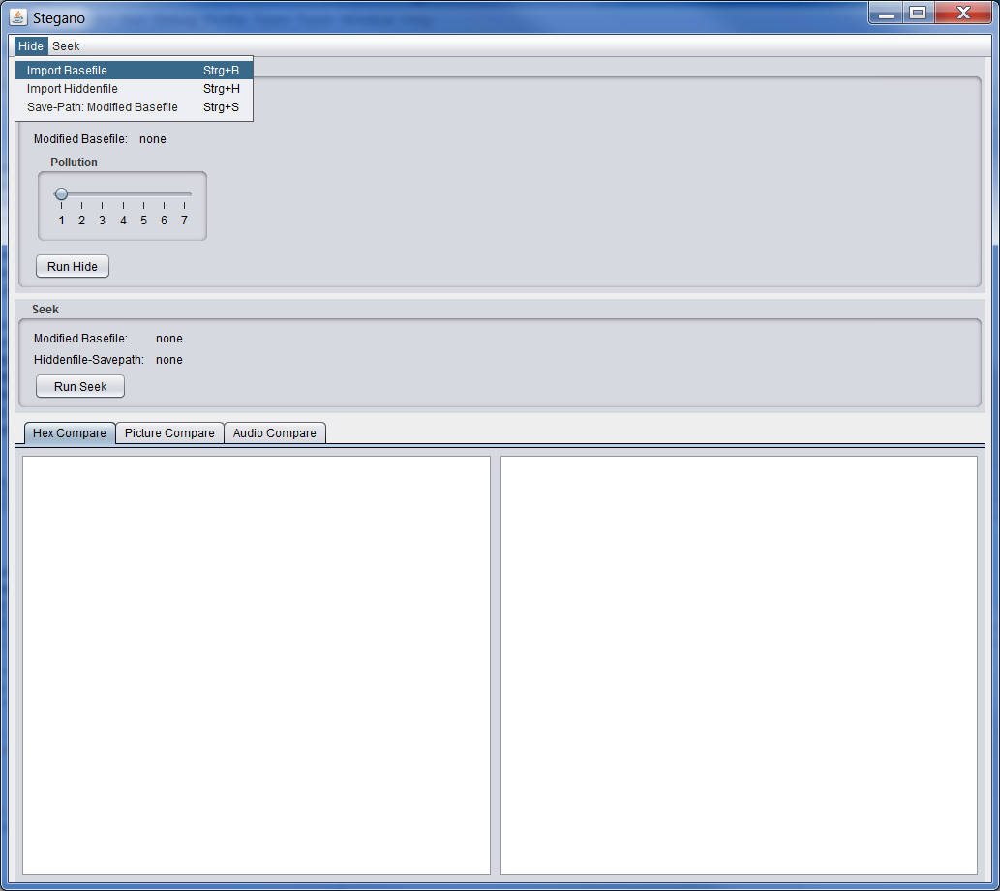 Stegano
Hide Seek
Import Basefile Strg+B
Import Hiddenfile Strg+H
Save-Path: Modified Basefile Strg+S
Modified Basefile: none
Pollution
1 2 3 4 5 6 7
Run Hide
Seek
Modified Basefile: none
Hiddenfile-Savepath: none
Run Seek
Hex Compare Picture Compare Audio Compare